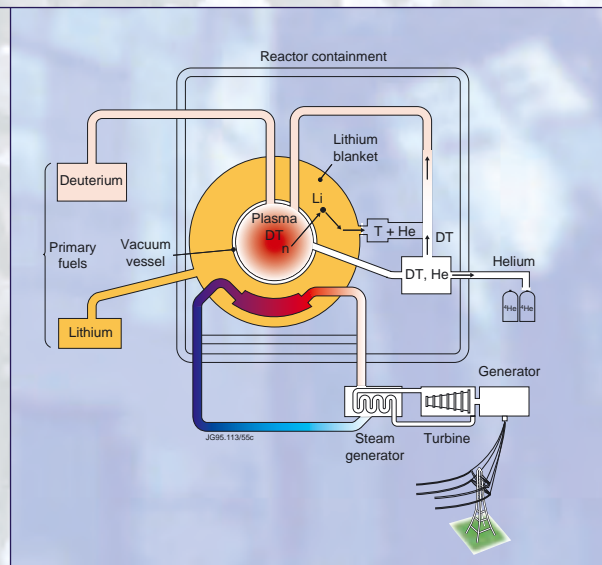 Reactor containment
Lithium
blanket
Deuterium
Li
Plasma
DT
n
T + He
DT
Primary
fuels
Vacuum
vessel
Helium
DT, He
⁴He
⁴He
Lithium
Generator
JG95.113/55c
Steam
generator
Turbine